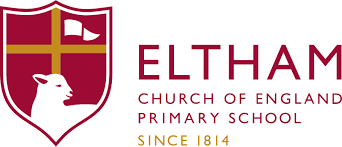 ELTHAM
CHURCH OF ENGLAND
PRIMARY SCHOOL
SINCE 1814